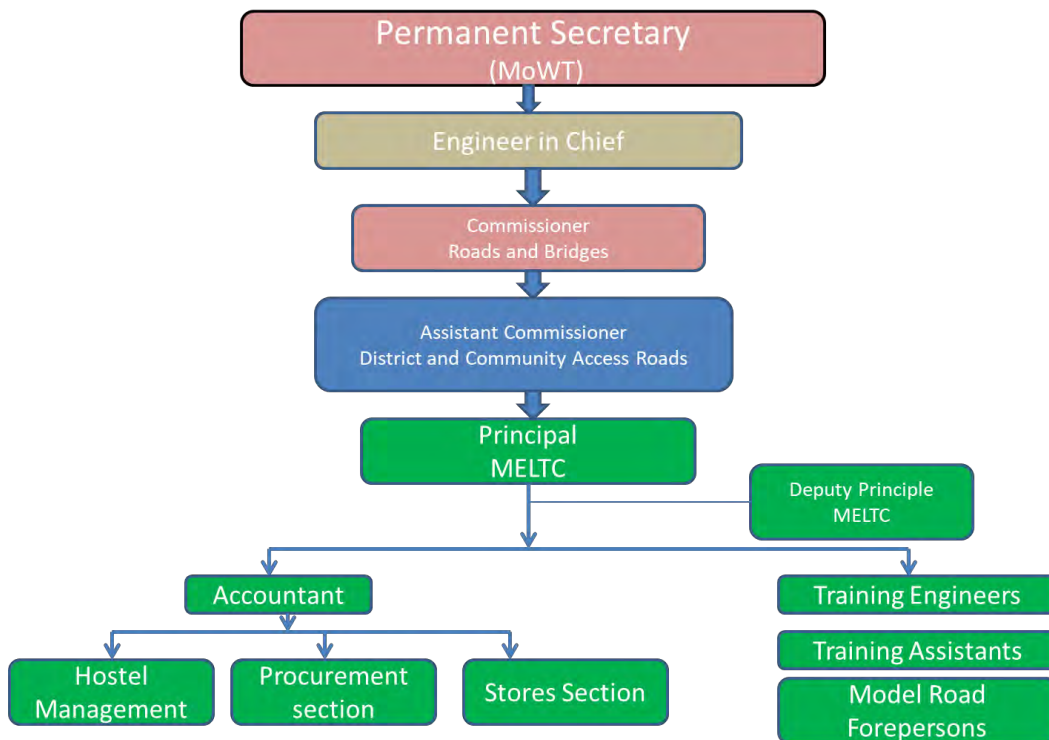 Permanent Secretary
(MoWT)
Engineer in Chief
Commissioner
Roads and Bridges
Assistant Commissioner
District and Community Access Roads
Principal
MELTC
Deputy Principle
MELTC
Accountant
Training Engineers
Hostel
Management
Procurement
section
Stores Section
Training Assistants
Model Road
Forepersons